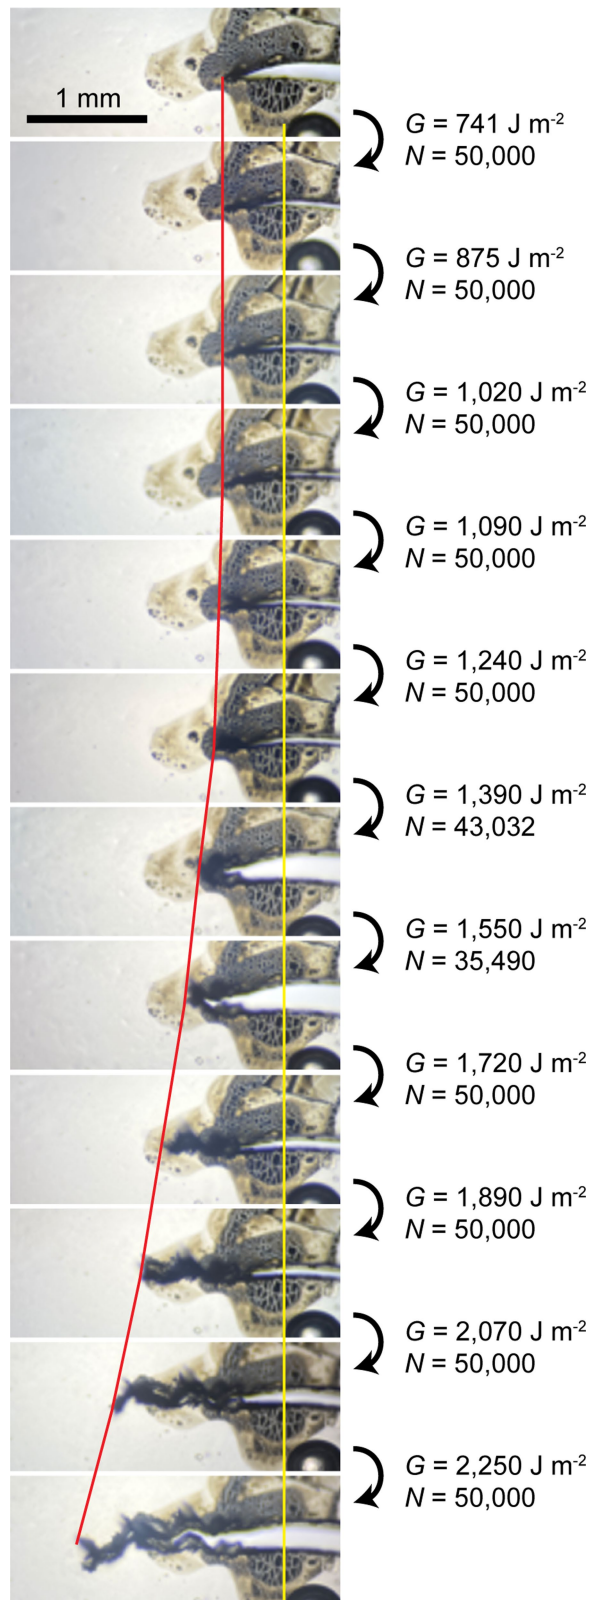 1 mm
G = 741 J m-2
N = 50,000
G = 875 J m-2
N = 50,000
G = 1,020 J m-2
N = 50,000
G = 1,090 J m-2
N = 50,000
G = 1,240 J m-2
N = 50,000
G = 1,390 J m-2
N = 43,032
G = 1,550 J m-2
N = 35,490
G = 1,720 J m-2
N = 50,000
G = 1,890 J m-2
N = 50,000
G = 2,070 J m-2
N = 50,000
G = 2,250 J m-2
N = 50,000